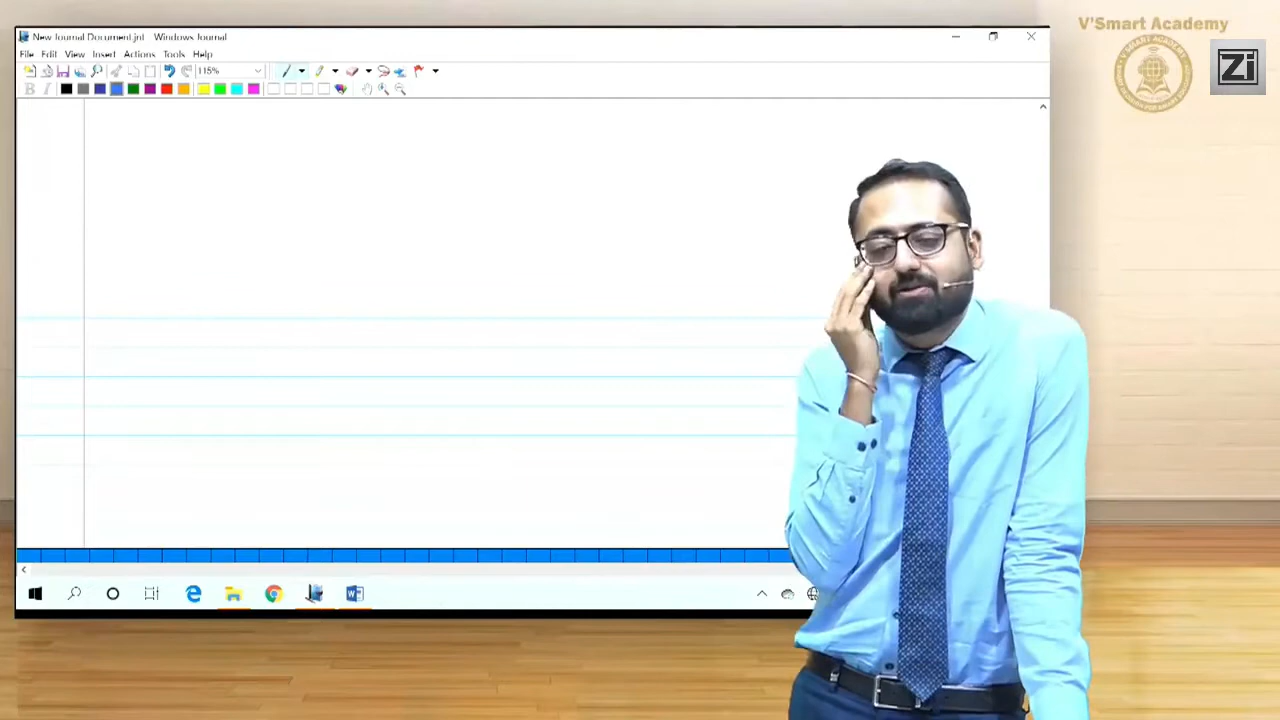 V'Smart Academy
New Journal Document.jnt - Windows Journal
Zi
File Edit View Insert Actions Tools Help
115%
B I